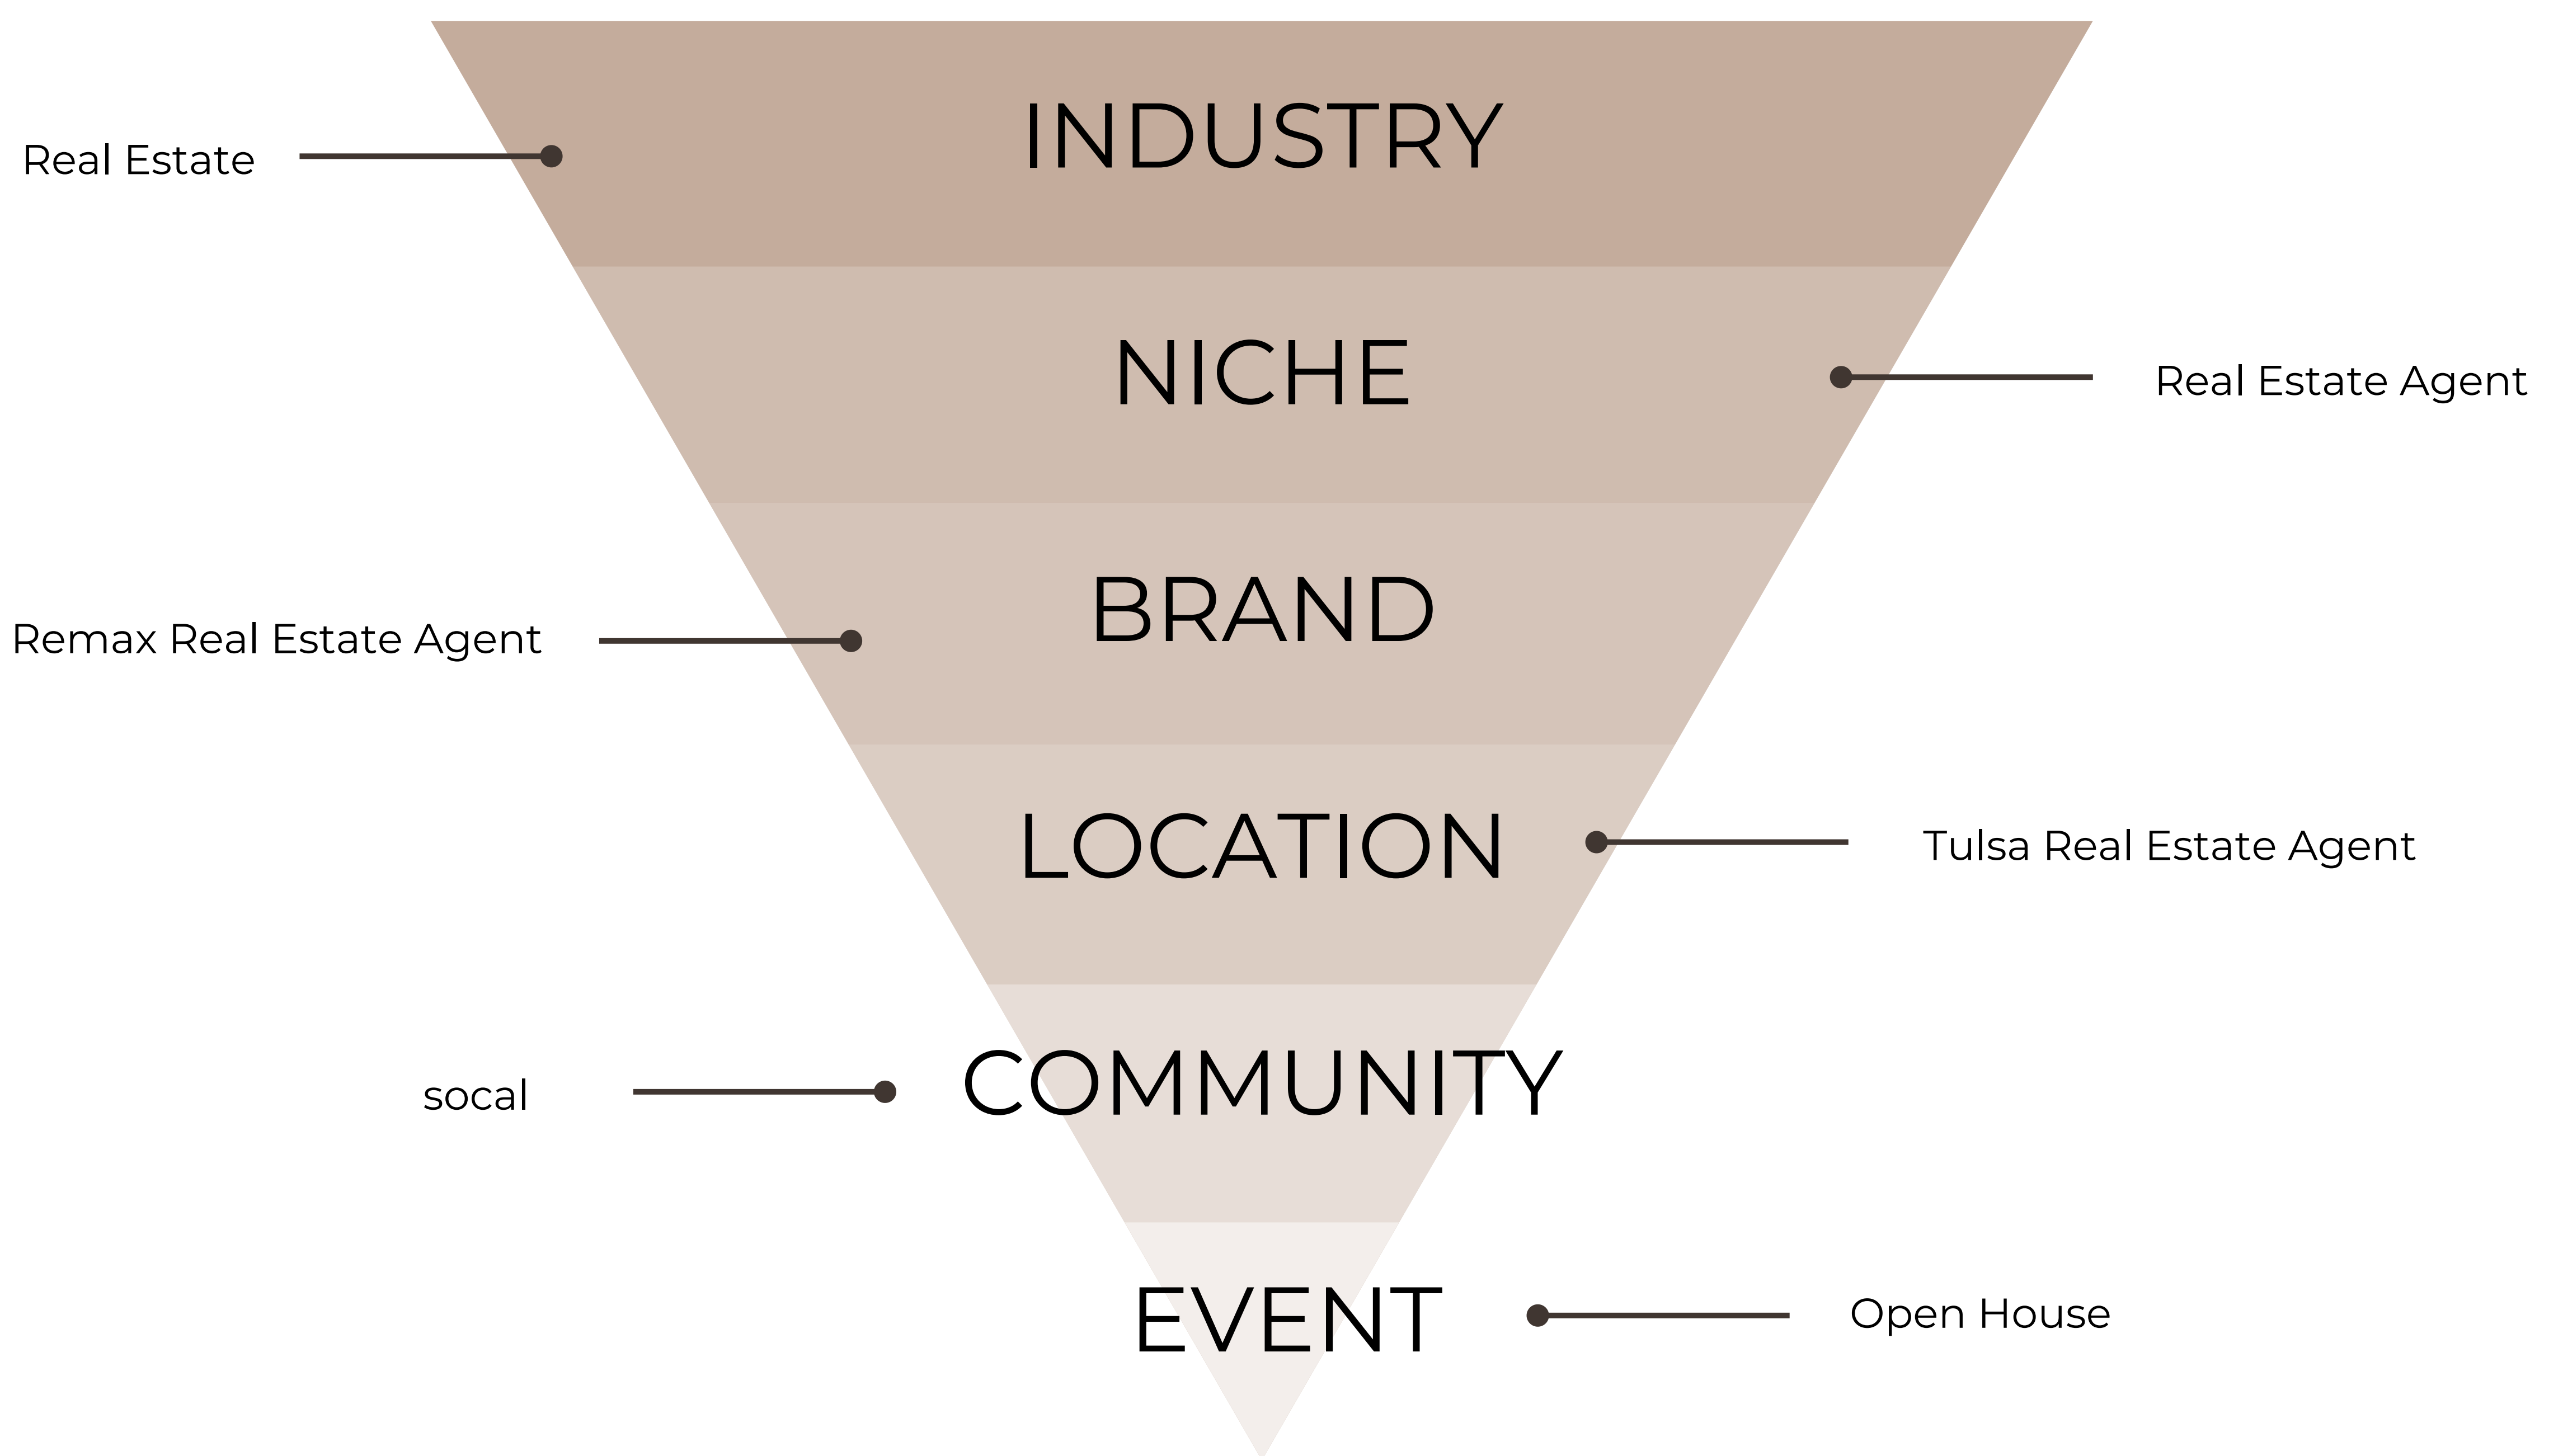 INDUSTRY
Real Estate
NICHE
Real Estate Agent
BRAND
Remax Real Estate Agent
LOCATION
Tulsa Real Estate Agent
COMMUNITY
socal
EVENT
Open House